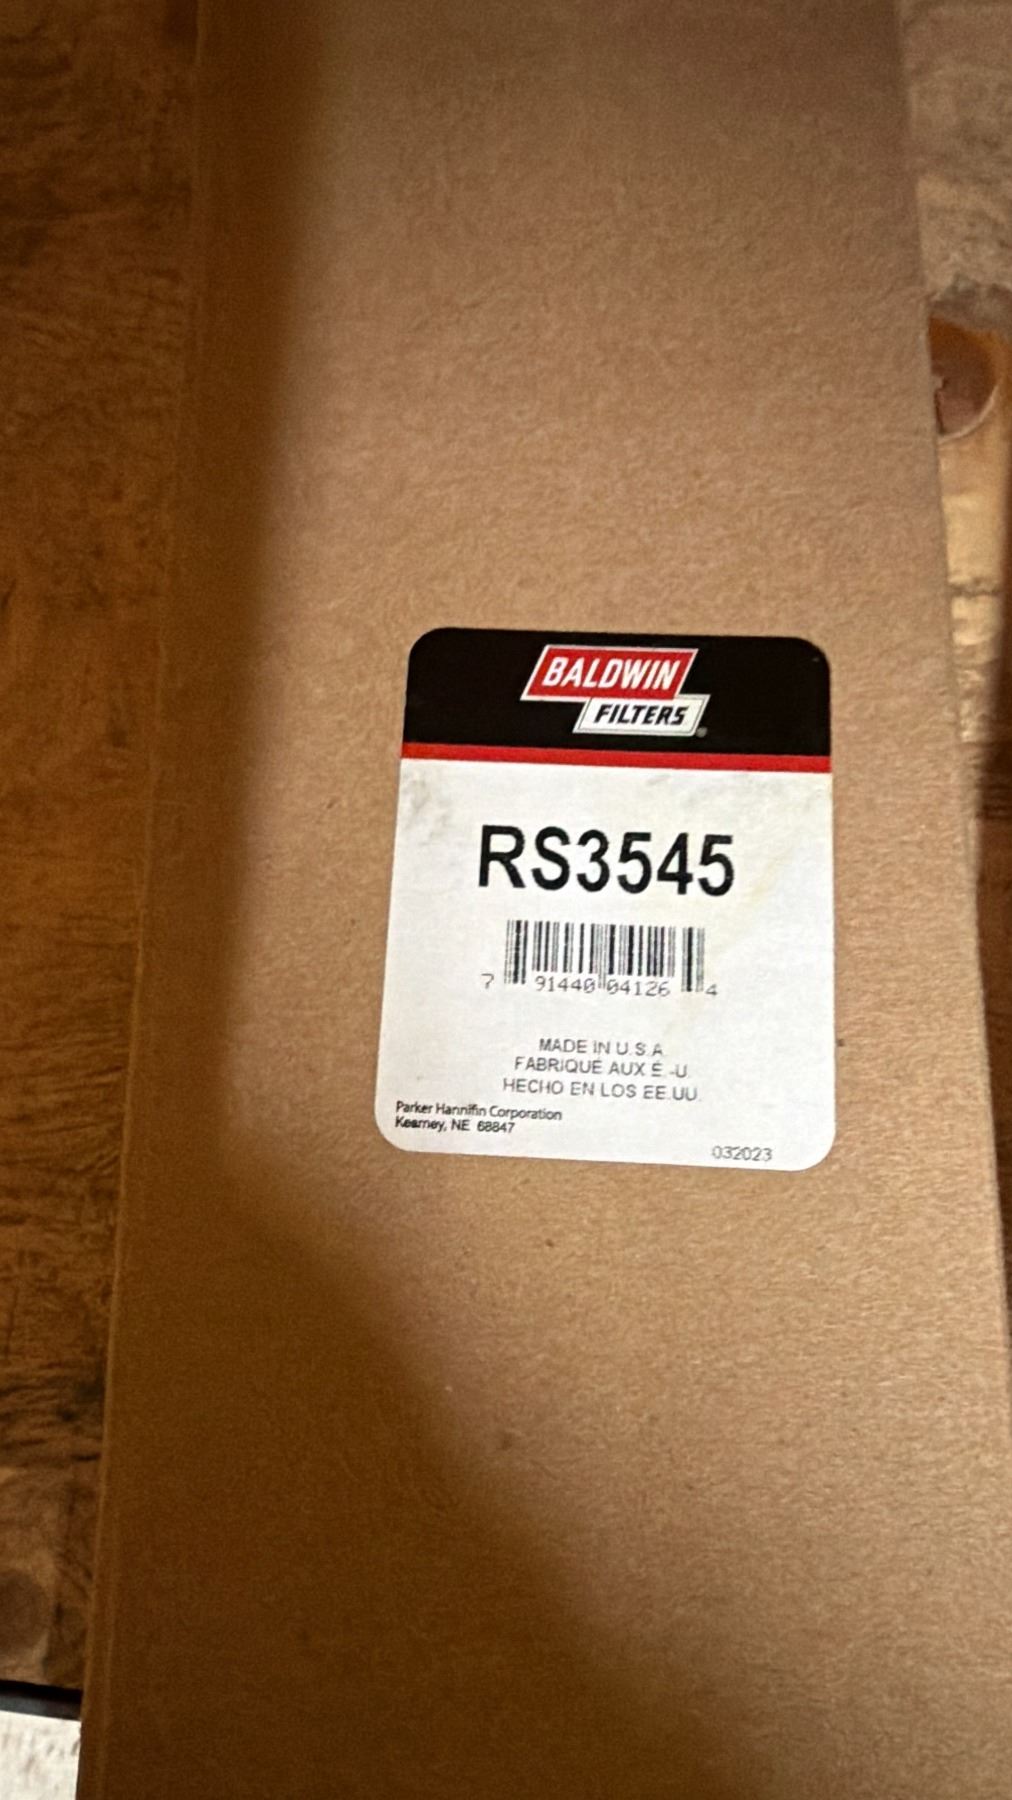 BALDWIN
FILTERS®
RS3545
7 91440 04126 4
MADE IN U.S.A.
FABRIQUÉ AUX É.-U.
HECHO EN LOS EE.UU.
Parker Hannifin Corporation
Kearney, NE 68847
032023